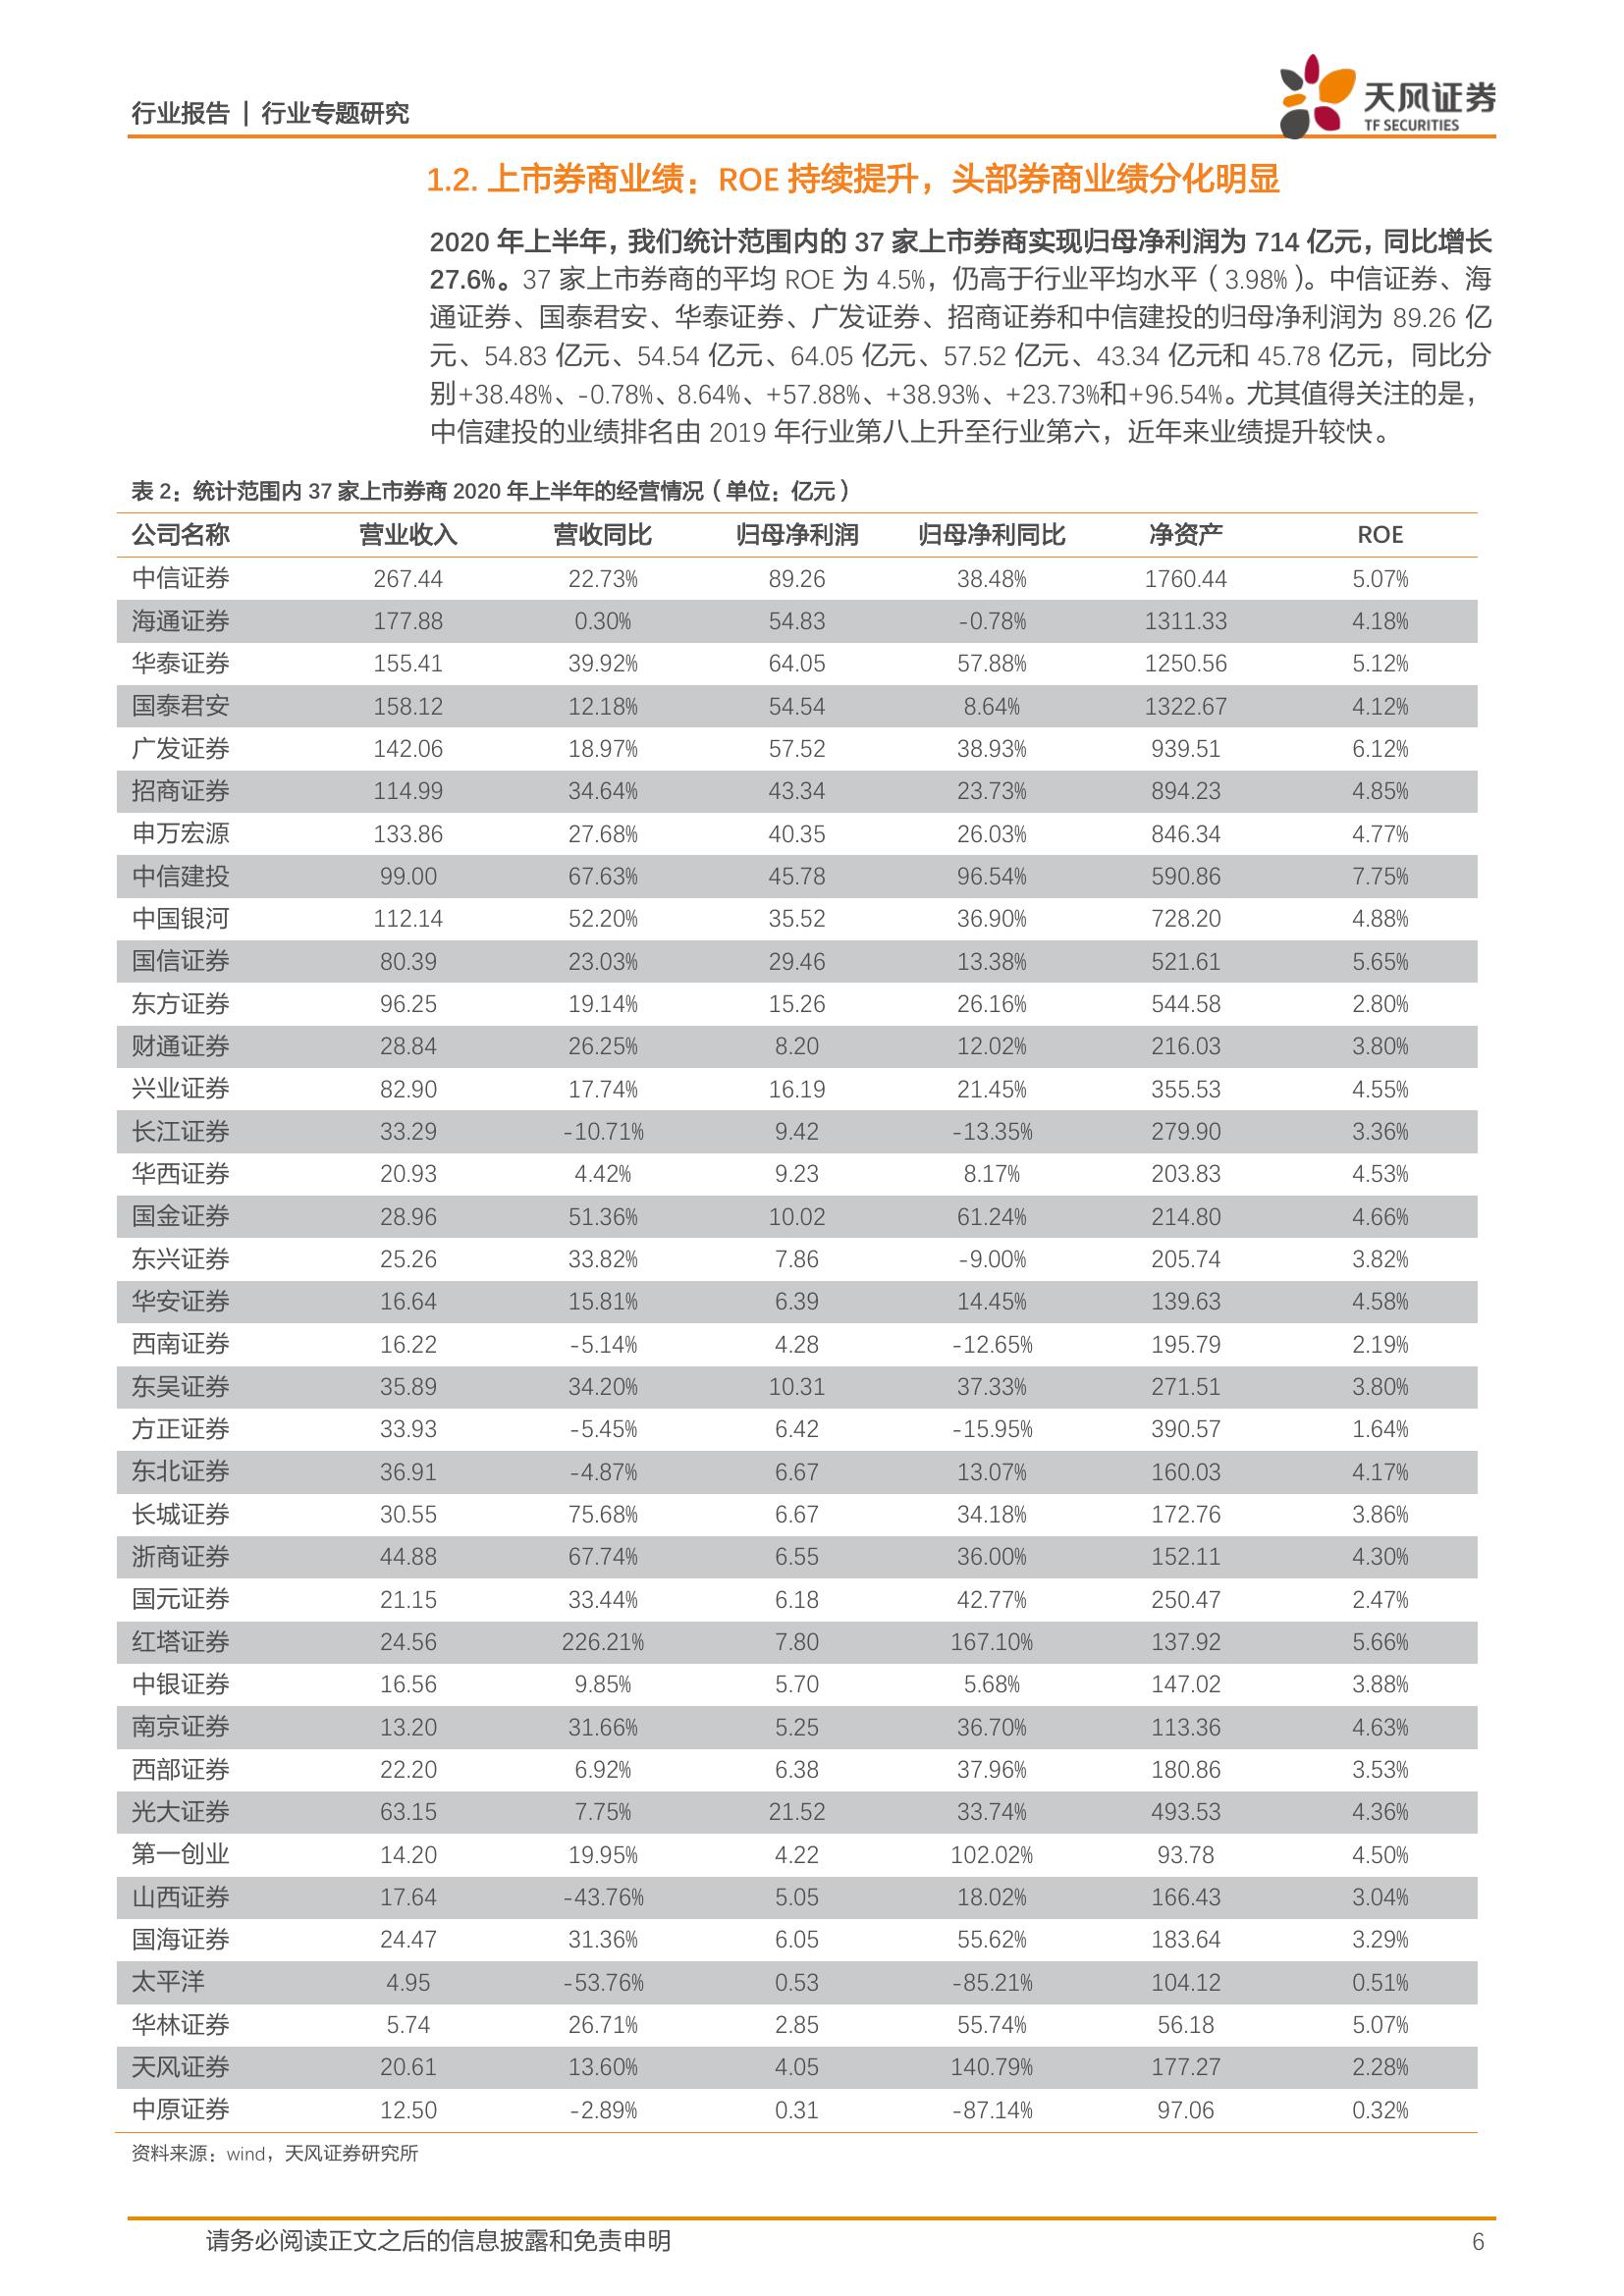 行业报告 | 行业专题研究
天风证券
TF SECURITIES
1.2. 上市券商业绩：ROE 持续提升，头部券商业绩分化明显
2020 年上半年，我们统计范围内的 37 家上市券商实现归母净利润为 714 亿元，同比增长
27.6%。37 家上市券商的平均 ROE 为 4.5%，仍高于行业平均水平（3.98%）。中信证券、海
通证券、国泰君安、华泰证券、广发证券、招商证券和中信建投的归母净利润为 89.26 亿
元、54.83 亿元、54.54 亿元、64.05 亿元、57.52 亿元、43.34 亿元和 45.78 亿元，同比分
别+38.48%、-0.78%、8.64%、+57.88%、+38.93%、+23.73%和+96.54%。尤其值得关注的是，
中信建投的业绩排名由 2019 年行业第八上升至行业第六，近年来业绩提升较快。
表 2：统计范围内 37 家上市券商 2020 年上半年的经营情况（单位：亿元）
公司名称 营业收入 营收同比 归母净利润 归母净利同比 净资产 ROE
中信证券 267.44 22.73% 89.26 38.48% 1760.44 5.07%
海通证券 177.88 0.30% 54.83 -0.78% 1311.33 4.18%
华泰证券 155.41 39.92% 64.05 57.88% 1250.56 5.12%
国泰君安 158.12 12.18% 54.54 8.64% 1322.67 4.12%
广发证券 142.06 18.97% 57.52 38.93% 939.51 6.12%
招商证券 114.99 34.64% 43.34 23.73% 894.23 4.85%
申万宏源 133.86 27.68% 40.35 26.03% 846.34 4.77%
中信建投 99.00 67.63% 45.78 96.54% 590.86 7.75%
中国银河 112.14 52.20% 35.52 36.90% 728.20 4.88%
国信证券 80.39 23.03% 29.46 13.38% 521.61 5.65%
东方证券 96.25 19.14% 15.26 26.16% 544.58 2.80%
财通证券 28.84 26.25% 8.20 12.02% 216.03 3.80%
兴业证券 82.90 17.74% 16.19 21.45% 355.53 4.55%
长江证券 33.29 -10.71% 9.42 -13.35% 279.90 3.36%
华西证券 20.93 4.42% 9.23 8.17% 203.83 4.53%
国金证券 28.96 51.36% 10.02 61.24% 214.80 4.66%
东兴证券 25.26 33.82% 7.86 -9.00% 205.74 3.82%
华安证券 16.64 15.81% 6.39 14.45% 139.63 4.58%
西南证券 16.22 -5.14% 4.28 -12.65% 195.79 2.19%
东吴证券 35.89 34.20% 10.31 37.33% 271.51 3.80%
方正证券 33.93 -5.45% 6.42 -15.95% 390.57 1.64%
东北证券 36.91 -4.87% 6.67 13.07% 160.03 4.17%
长城证券 30.55 75.68% 6.67 34.18% 172.76 3.86%
浙商证券 44.88 67.74% 6.55 36.00% 152.11 4.30%
国元证券 21.15 33.44% 6.18 42.77% 250.47 2.47%
红塔证券 24.56 226.21% 7.80 167.10% 137.92 5.66%
中银证券 16.56 9.85% 5.70 5.68% 147.02 3.88%
南京证券 13.20 31.66% 5.25 36.70% 113.36 4.63%
西部证券 22.20 6.92% 6.38 37.96% 180.86 3.53%
光大证券 63.15 7.75% 21.52 33.74% 493.53 4.36%
第一创业 14.20 19.95% 4.22 102.02% 93.78 4.50%
山西证券 17.64 -43.76% 5.05 18.02% 166.43 3.04%
国海证券 24.47 31.36% 6.05 55.62% 183.64 3.29%
太平洋 4.95 -53.76% 0.53 -85.21% 104.12 0.51%
华林证券 5.74 26.71% 2.85 55.74% 56.18 5.07%
天风证券 20.61 13.60% 4.05 140.79% 177.27 2.28%
中原证券 12.50 -2.89% 0.31 -87.14% 97.06 0.32%
资料来源：wind，天风证券研究所
请务必阅读正文之后的信息披露和免责申明 6